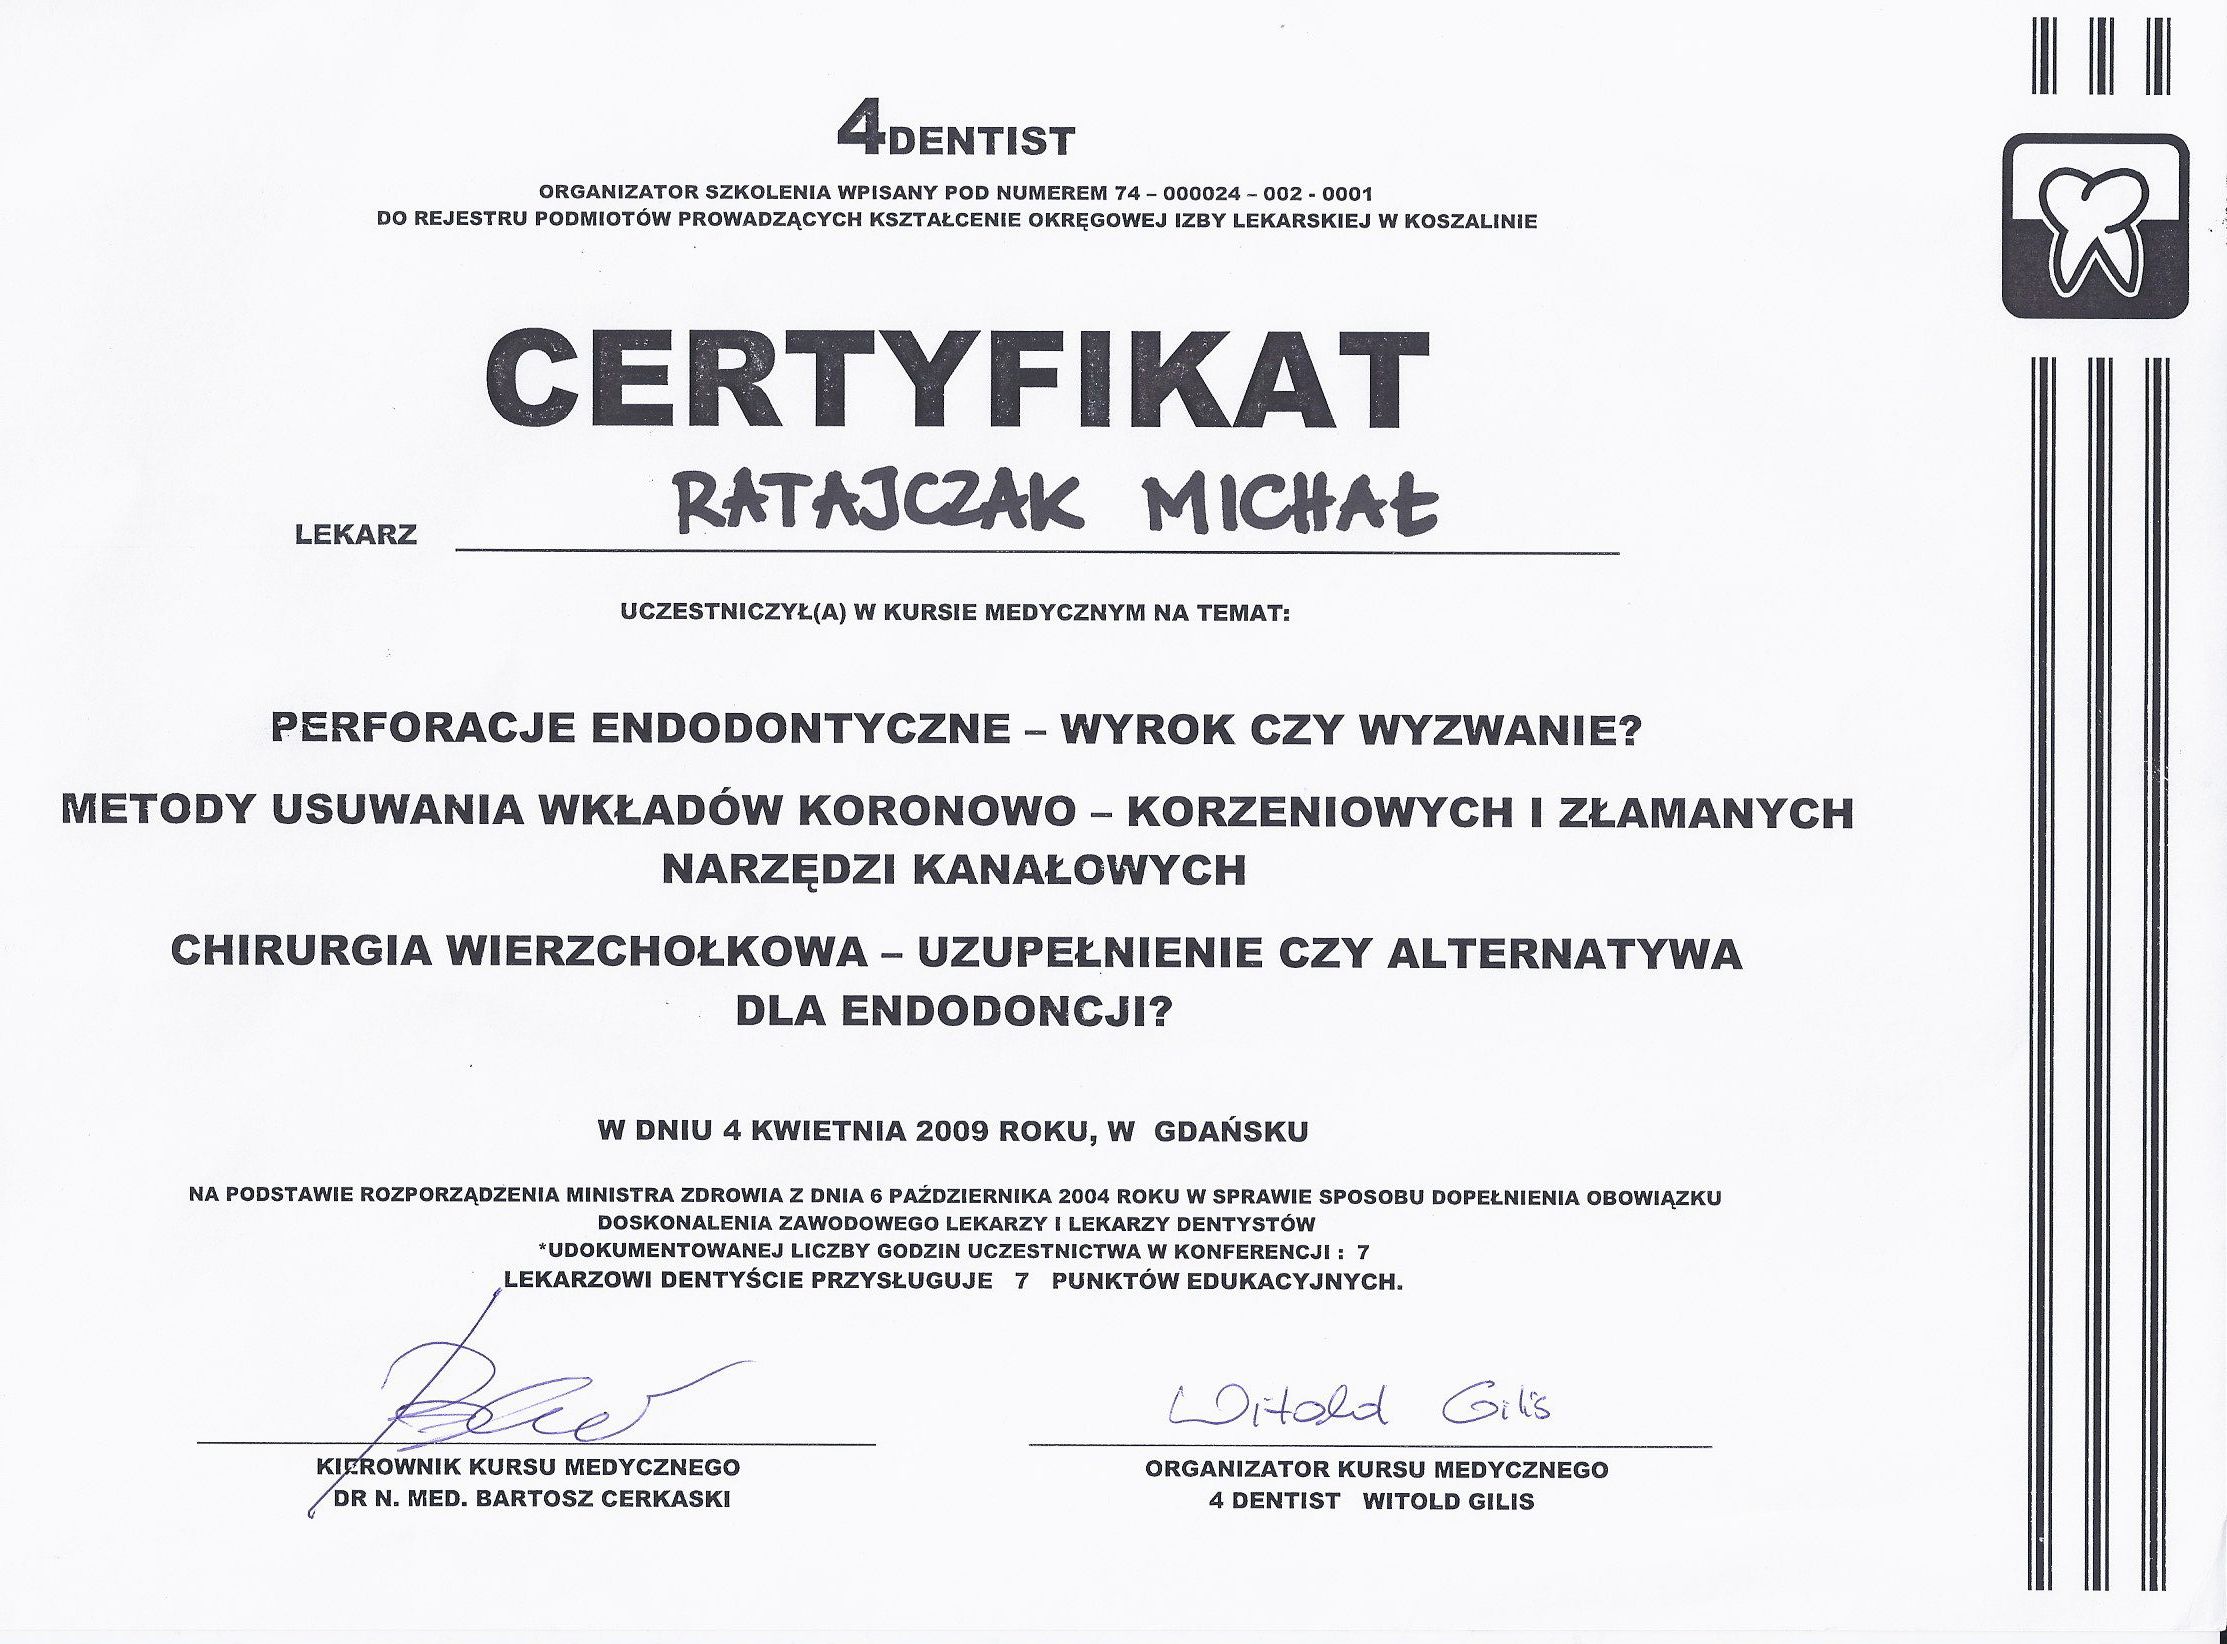 4DENTIST
ORGANIZATOR SZKOLENIA WPISANY POD NUMEREM 74 – 000024 – 002 - 0001
DO REJESTRU PODMIOTÓW PROWADZĄCYCH KSZTAŁCENIE OKRĘGOWEJ IZBY LEKARSKIEJ W KOSZALINIE
CERTYFIKAT
LEKARZ RATAJCZAK MICHAŁ
UCZESTNICZYŁ(A) W KURSIE MEDYCZNYM NA TEMAT:
PERFORACJE ENDODONTYCZNE – WYROK CZY WYZWANIE?
METODY USUWANIA WKŁADÓW KORONOWO – KORZENIOWYCH I ZŁAMANYCH
NARZĘDZI KANAŁOWYCH
CHIRURGIA WIERZCHOŁKOWA – UZUPEŁNIENIE CZY ALTERNATYWA
DLA ENDODONCJI?
W DNIU 4 KWIETNIA 2009 ROKU, W GDAŃSKU
NA PODSTAWIE ROZPORZĄDZENIA MINISTRA ZDROWIA Z DNIA 6 PAŹDZIERNIKA 2004 ROKU W SPRAWIE SPOSOBU DOPEŁNIENIA OBOWIĄZKU
DOSKONALENIA ZAWODOWEGO LEKARZY I LEKARZY DENTYSTÓW
*UDOKUMENTOWANEJ LICZBY GODZIN UCZESTNICTWA W KONFERENCJI : 7
LEKARZOWI DENTYŚCIE PRZYSŁUGUJE 7 PUNKTÓW EDUKACYJNYCH.
Witold Gilis
KIEROWNIK KURSU MEDYCZNEGO
DR N. MED. BARTOSZ CERKASKI
ORGANIZATOR KURSU MEDYCZNEGO
4 DENTIST WITOLD GILIS